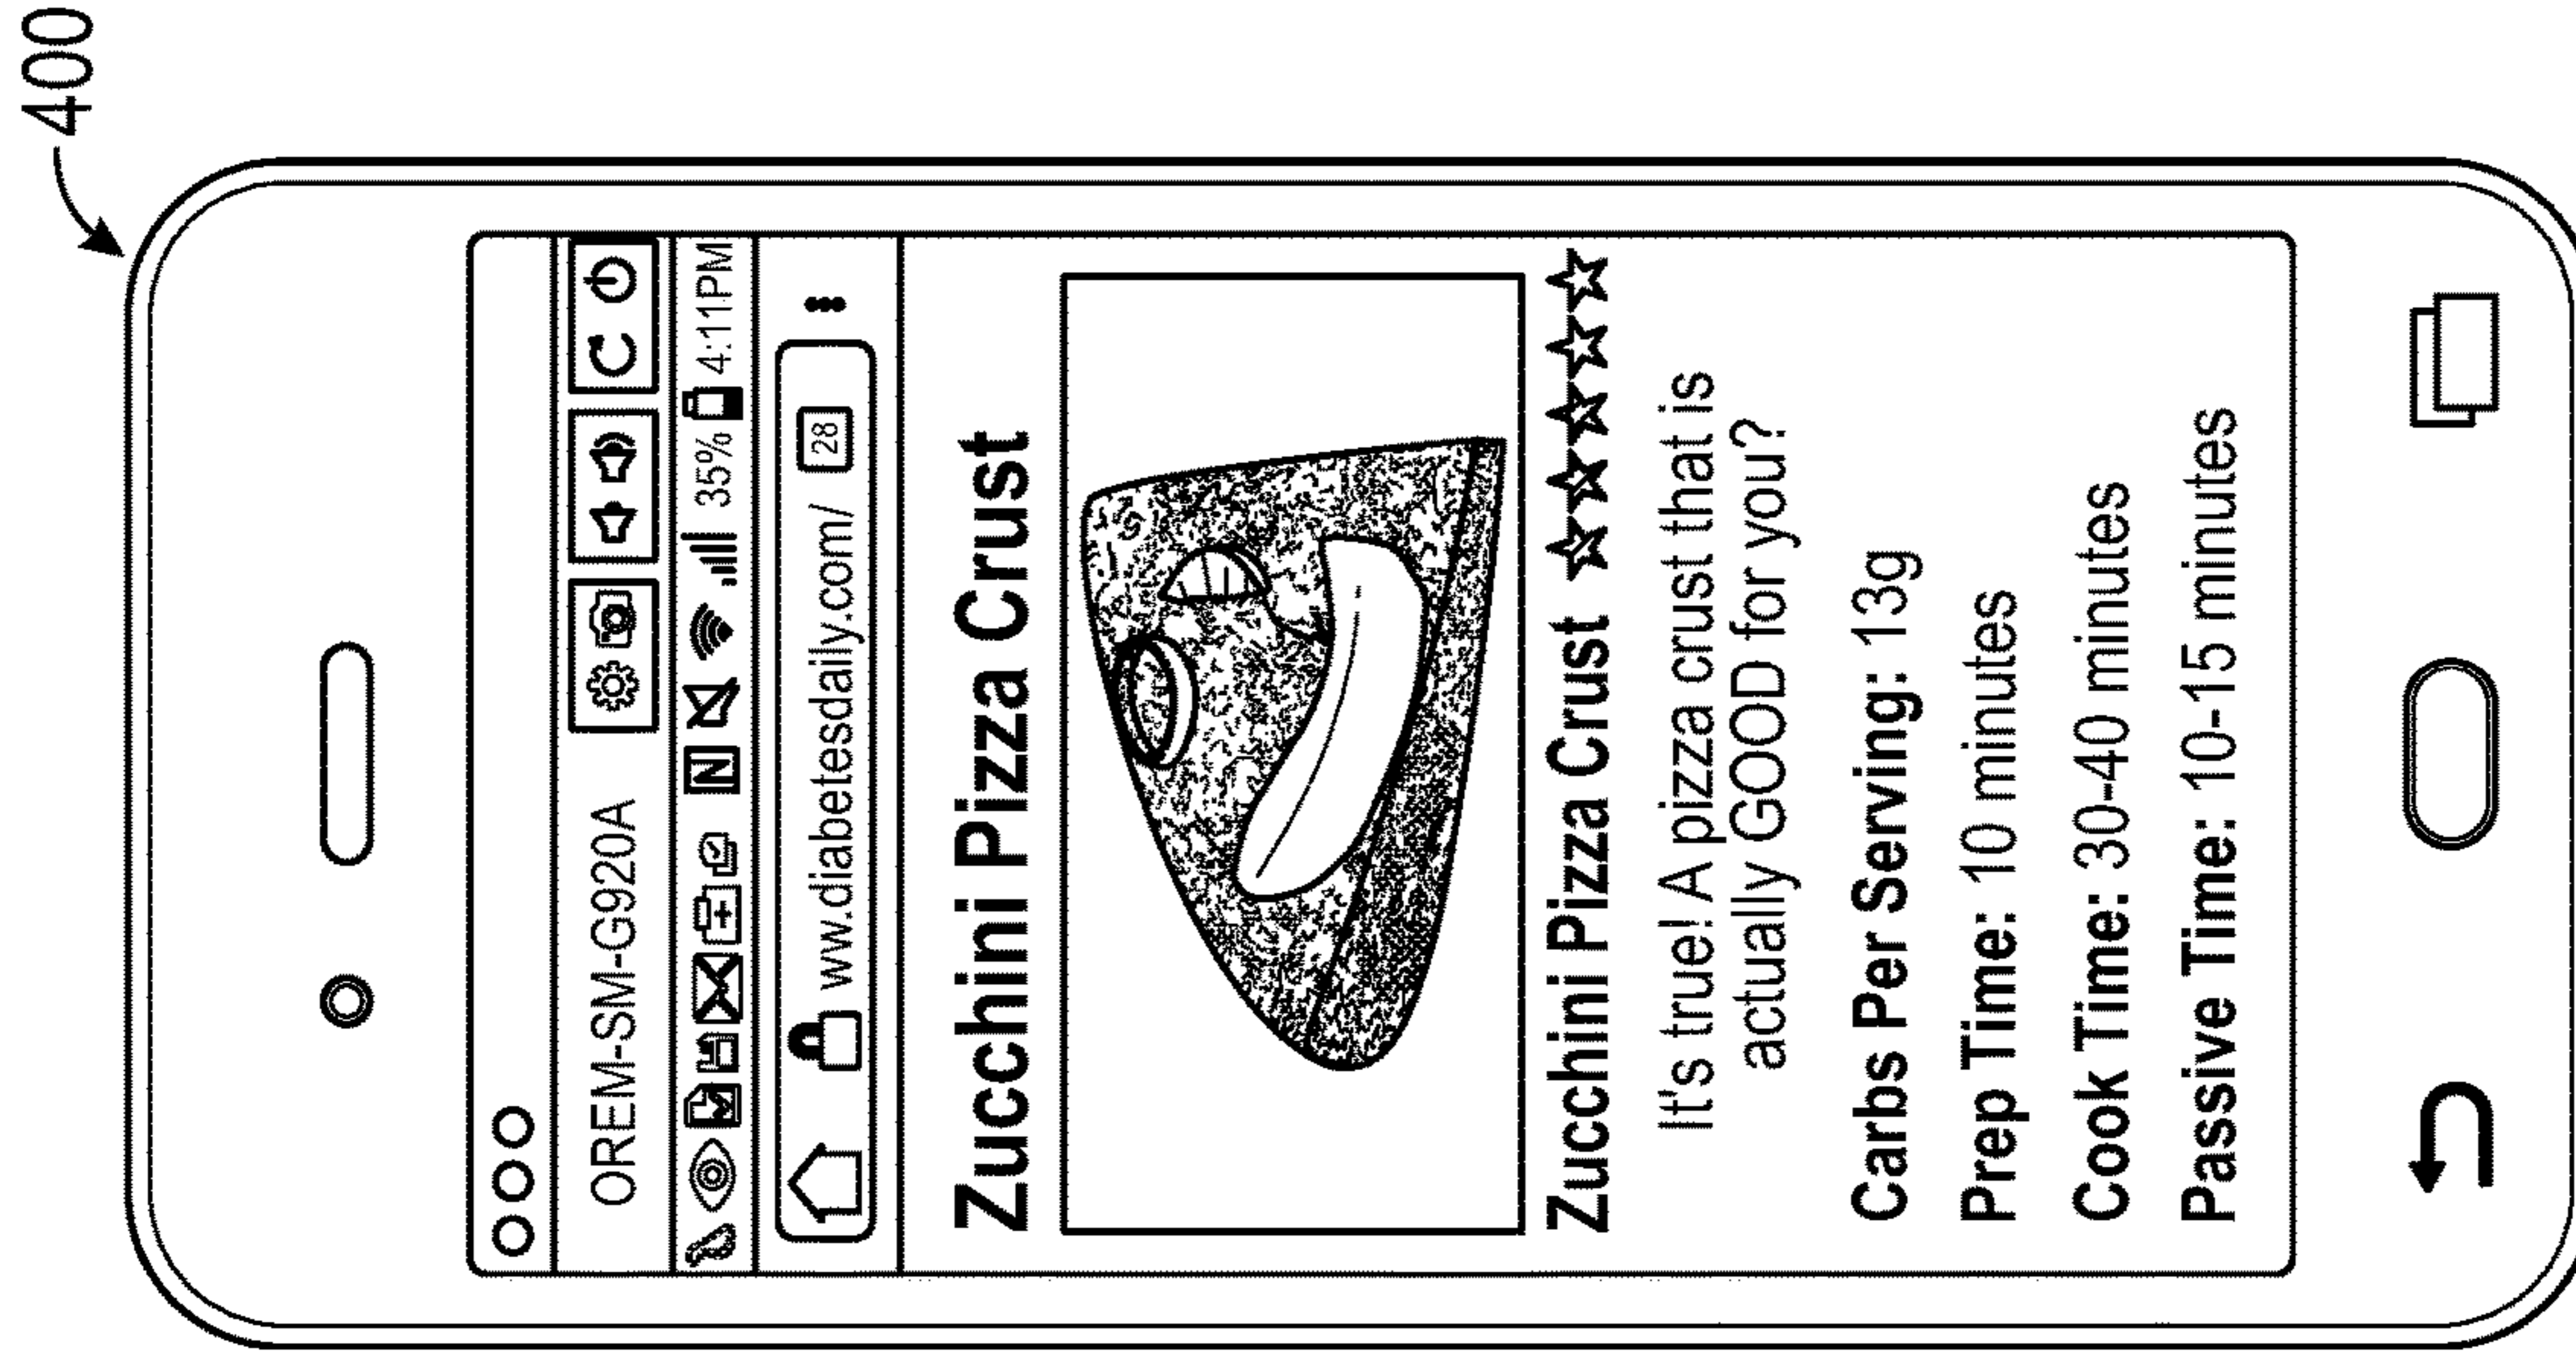 400
OREM-SM-G920A
N 35% 4:11PM
ww.diabetesdaily.com/ 28
Zucchini Pizza Crust
Zucchini Pizza Crust
It's true! A pizza crust that is
actually GOOD for you?
Carbs Per Serving: 13g
Prep Time: 10 minutes
Cook Time: 30-40 minutes
Passive Time: 10-15 minutes